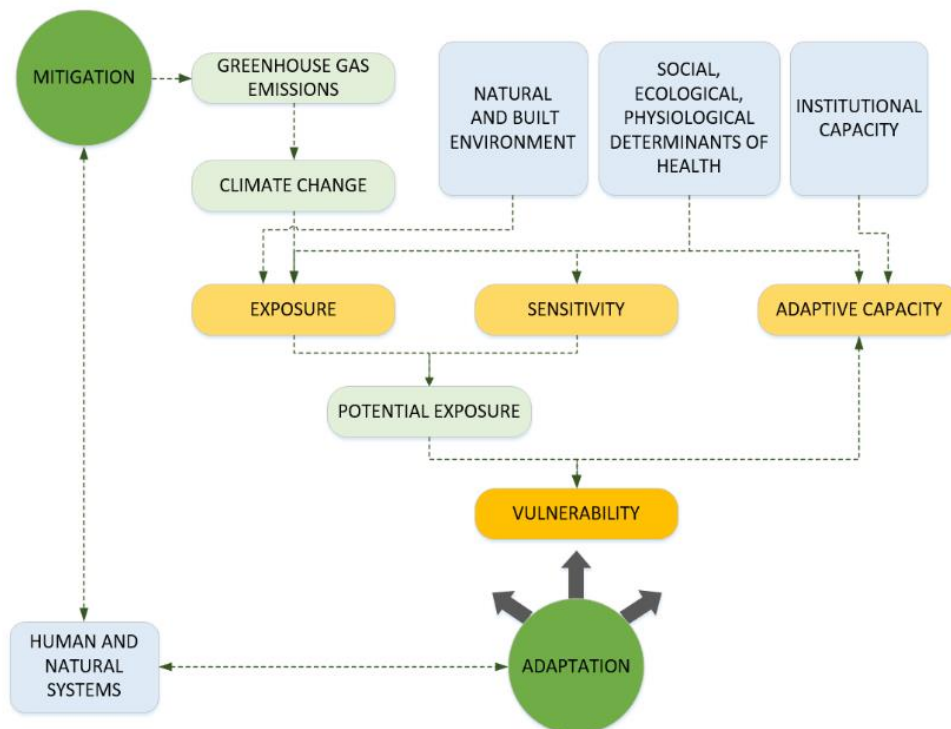 MITIGATION
GREENHOUSE GAS
EMISSIONS
NATURAL
AND BUILT
ENVIRONMENT
SOCIAL,
ECOLOGICAL,
PHYSIOLOGICAL
DETERMINANTS OF
HEALTH
INSTITUTIONAL
CAPACITY
CLIMATE CHANGE
EXPOSURE
SENSITIVITY
ADAPTIVE CAPACITY
POTENTIAL EXPOSURE
VULNERABILITY
HUMAN AND
NATURAL
SYSTEMS
ADAPTATION